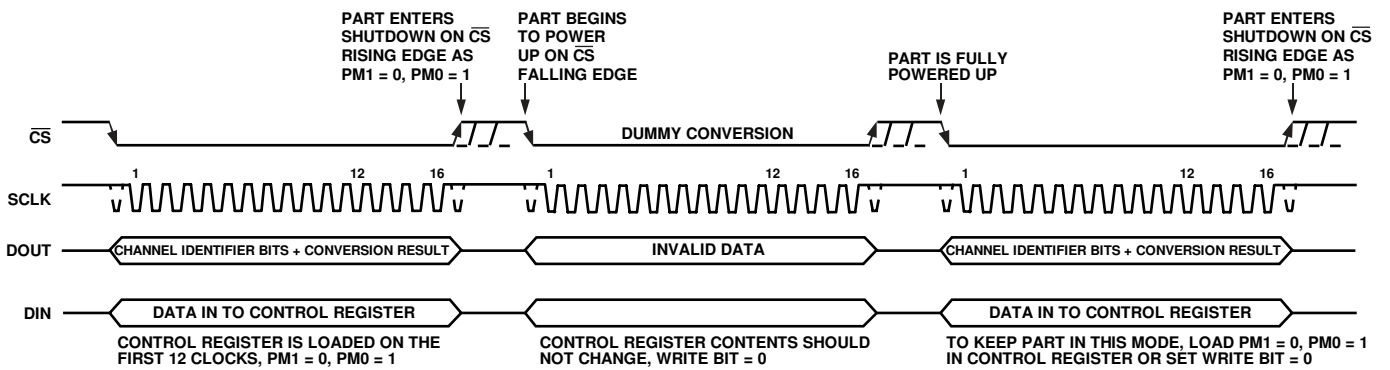 PART ENTERS
SHUTDOWN ON CS
RISING EDGE AS
PM1 = 0, PM0 = 1
PART BEGINS
TO POWER
UP ON CS
FALLING EDGE
PART IS FULLY
POWERED UP
PART ENTERS
SHUTDOWN ON CS
RISING EDGE AS
PM1 = 0, PM0 = 1
CS
DUMMY CONVERSION
SCLK
1 12 16 1 12 16 1 12 16
DOUT
CHANNEL IDENTIFIER BITS + CONVERSION RESULT
INVALID DATA
CHANNEL IDENTIFIER BITS + CONVERSION RESULT
DIN
DATA IN TO CONTROL REGISTER
DATA IN TO CONTROL REGISTER
CONTROL REGISTER IS LOADED ON THE
FIRST 12 CLOCKS, PM1 = 0, PM0 = 1
CONTROL REGISTER CONTENTS SHOULD
NOT CHANGE, WRITE BIT = 0
TO KEEP PART IN THIS MODE, LOAD PM1 = 0, PM0 = 1
IN CONTROL REGISTER OR SET WRITE BIT = 0